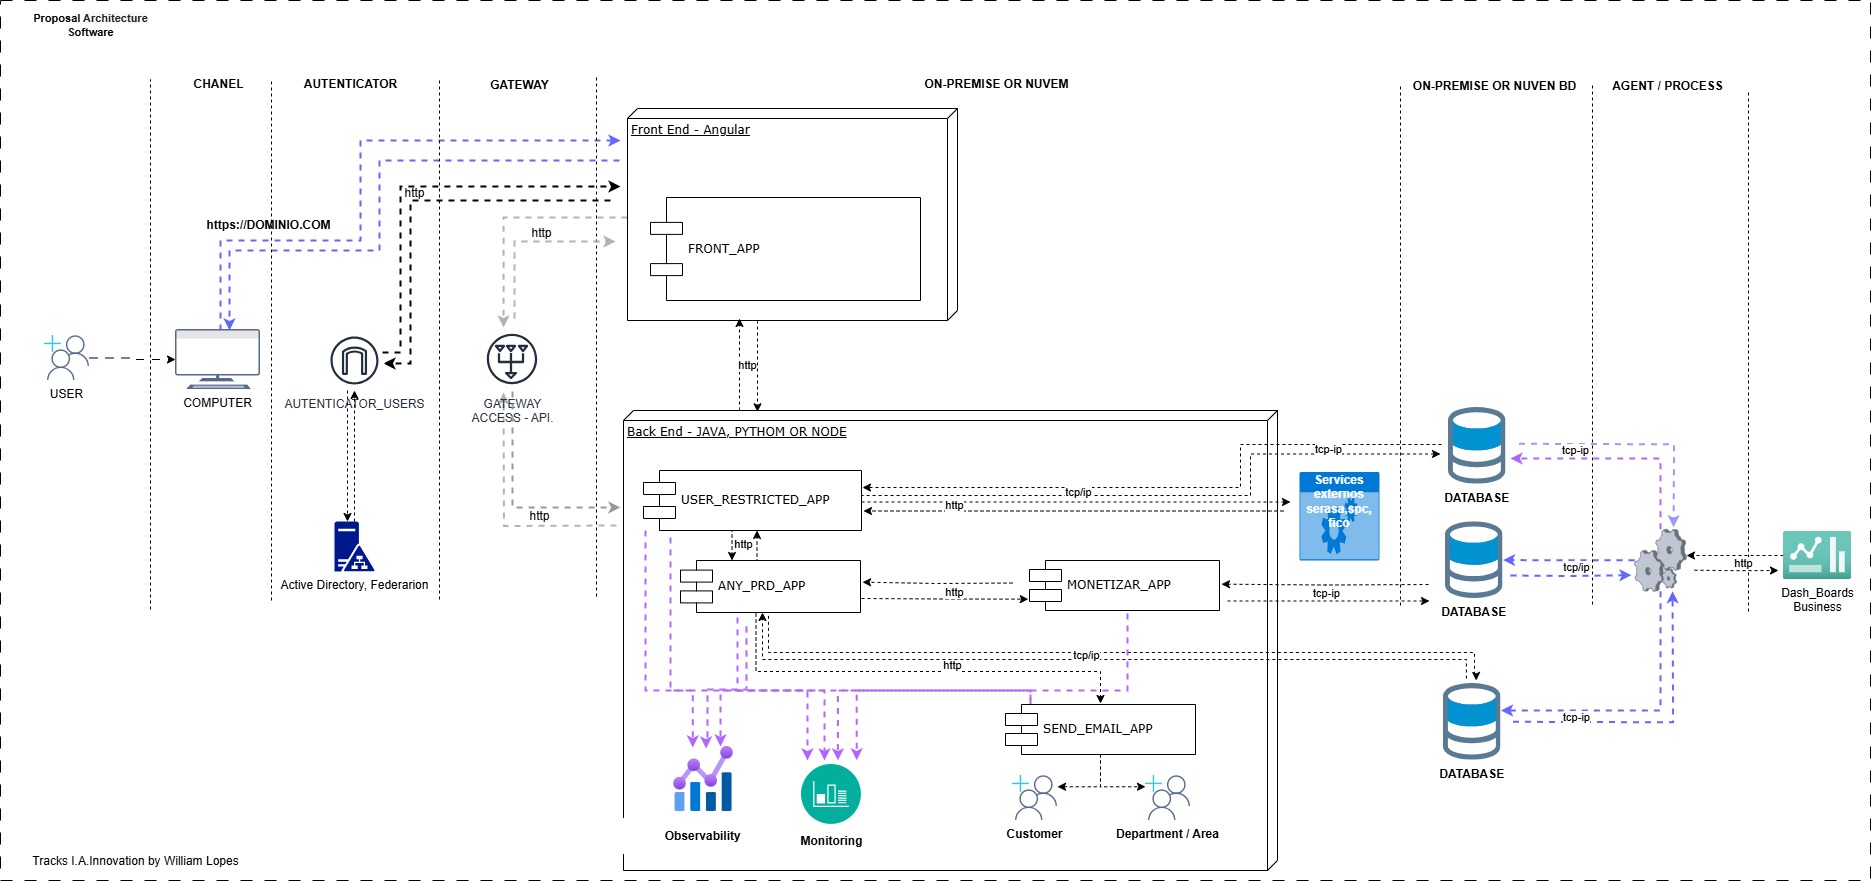 Proposal Architecture
Software
CHANEL
AUTENTICATOR
GATEWAY
ON-PREMISE OR NUVEM
ON-PREMISE OR NUVEN BD
AGENT / PROCESS
Front End - Angular
http
https://DOMINIO.COM
http
FRONT_APP
USER
COMPUTER
AUTENTICATOR_USERS
GATEWAY
ACCESS - API.
http
Back End - JAVA, PYTHOM OR NODE
tcp-ip
tcp-ip
Services
externos
serasa,spc,
fico
USER_RESTRICTED_APP
tcp/ip
http
DATABASE
http
http
Active Directory, Federarion
ANY_PRD_APP
http
MONETIZAR_APP
tcp-ip
tcp/ip
http
DATABASE
Dash_Boards
Business
tcp/ip
http
tcp-ip
SEND_EMAIL_APP
DATABASE
Observability
Monitoring
Customer
Department / Area
Tracks I.A.Innovation by William Lopes